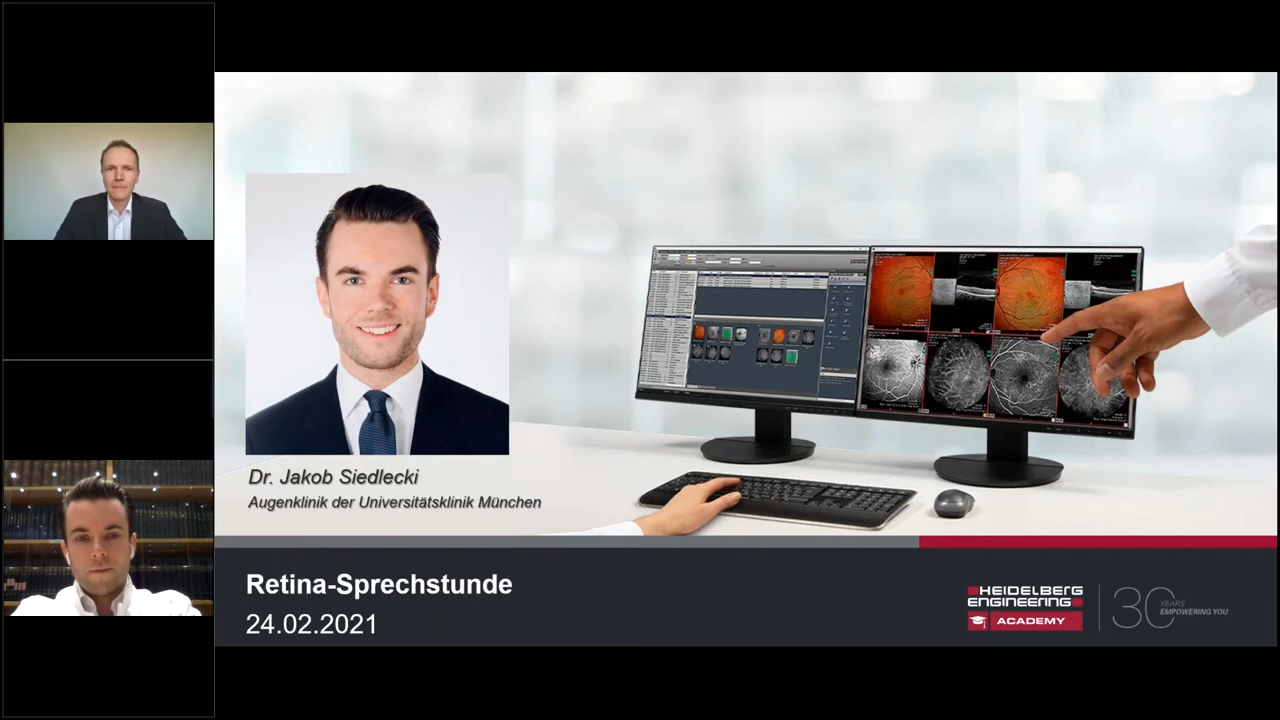 Dr. Jakob Siedlecki
Augenklinik der Universitätsklinik München
Retina-Sprechstunde
24.02.2021
HEIDELBERG
ENGINEERING
ACADEMY
30
YEARS
EMPOWERING YOU